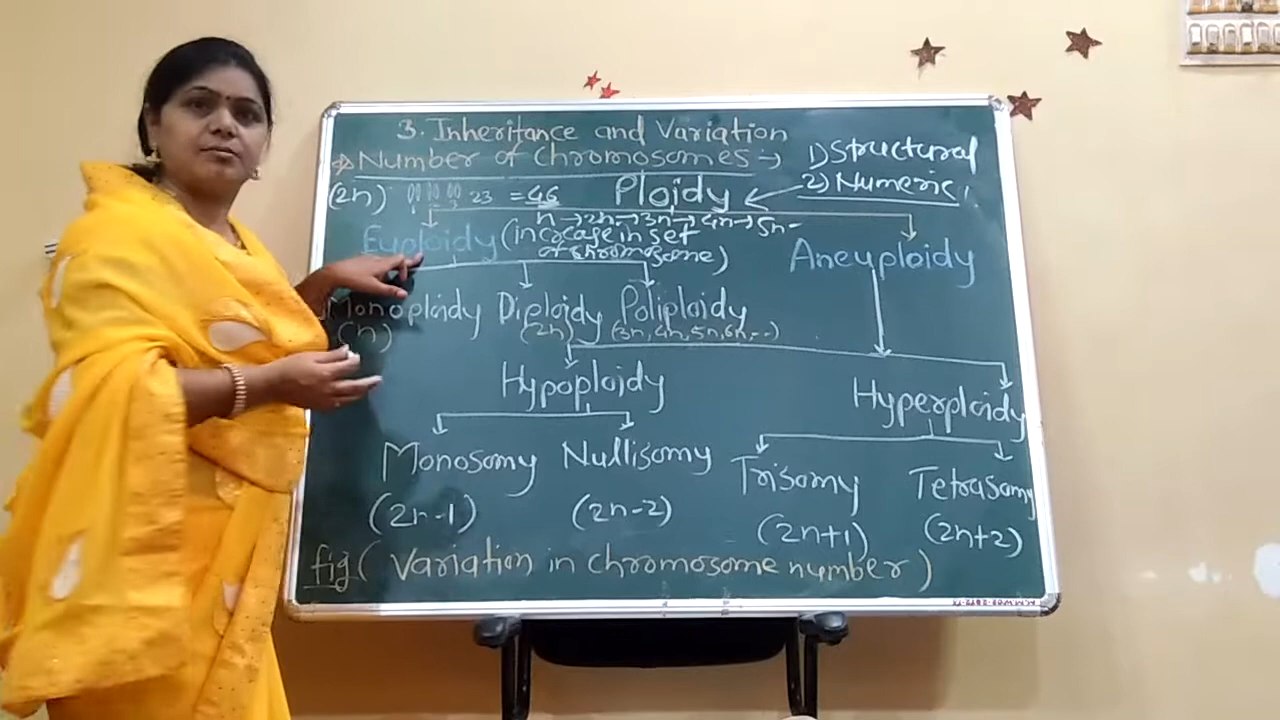 3. Inheritance and Variation
Number of chromosomes :-
1) Structural
2) Numeric
(2n) 23 = 46
Ploidy
n → 2n → 3n → 4n → 5n -
Euploidy (increase in set
of chromosome)
Aneuploidy
Monoploidy Diploidy Poliploidy
(n) (2n) (3n, 4n, 5n, 6n, --)
Hypoploidy
Hyperploidy
Monosomy Nullisomy Trisomy Tetrasomy
(2n-1) (2n-2) (2n+1) (2n+2)
fig (Variation in chromosome number)